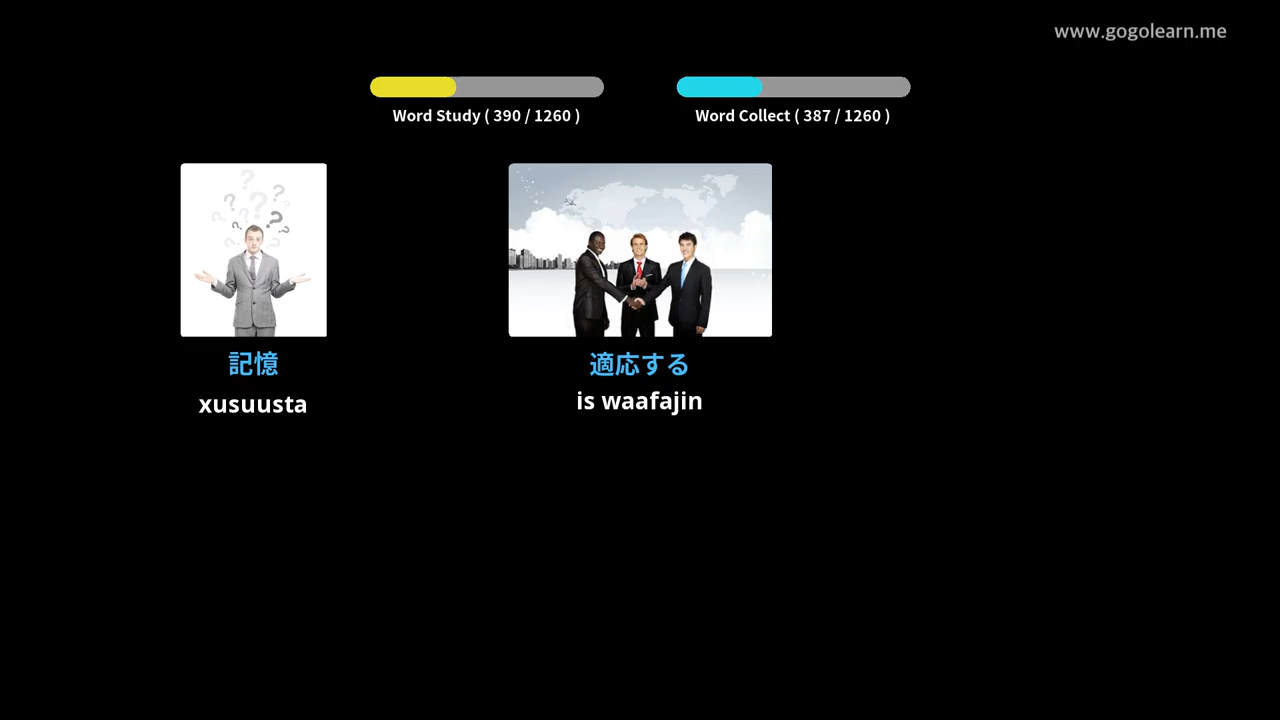 www.gogolearn.me
Word Study ( 390 / 1260 )
Word Collect ( 387 / 1260 )
記憶
xusuusta
適応する
is waafajin